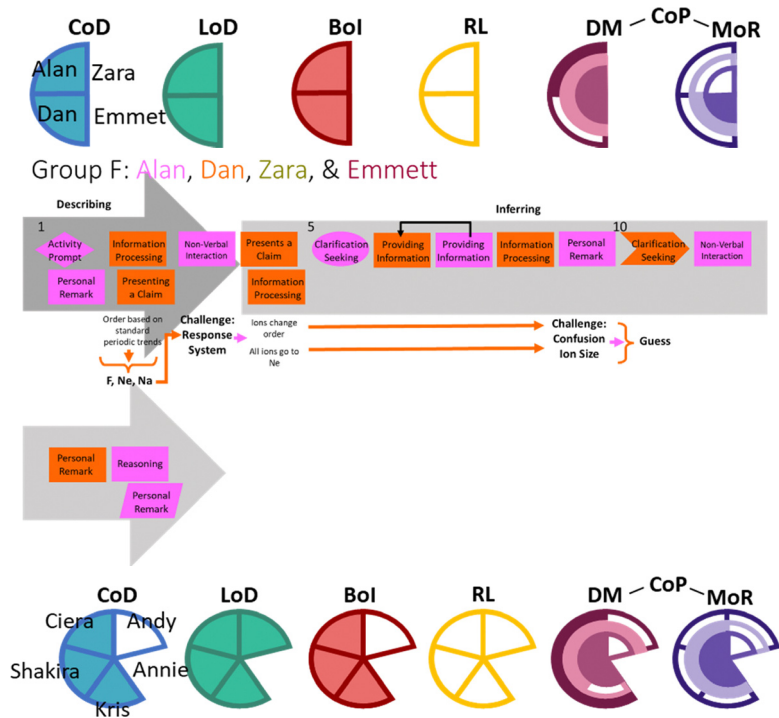 CoD LoD BoI RL DM CoP MoR
Alan Zara
Dan Emmet
Group F: Alan, Dan, Zara, & Emmett
Describing
Inferring
1
5
10
Activity
Prompt
Information
Processing
Non-Verbal
Interaction
Presents a
Claim
Clarification
Seeking
Providing
Information
Providing
Information
Information
Processing
Personal
Remark
Clarification
Seeking
Non-Verbal
Interaction
Personal
Remark
Presenting
a Claim
Information
Processing
Order based on
standard
periodic trends
F, Ne, Na
Challenge:
Response
System
Ions change
order
All ions go to
Ne
Challenge:
Confusion
Ion Size
Guess
Personal
Remark
Reasoning
Personal
Remark
CoD LoD BoI RL DM CoP MoR
Ciera Andy
Shakira Annie
Kris